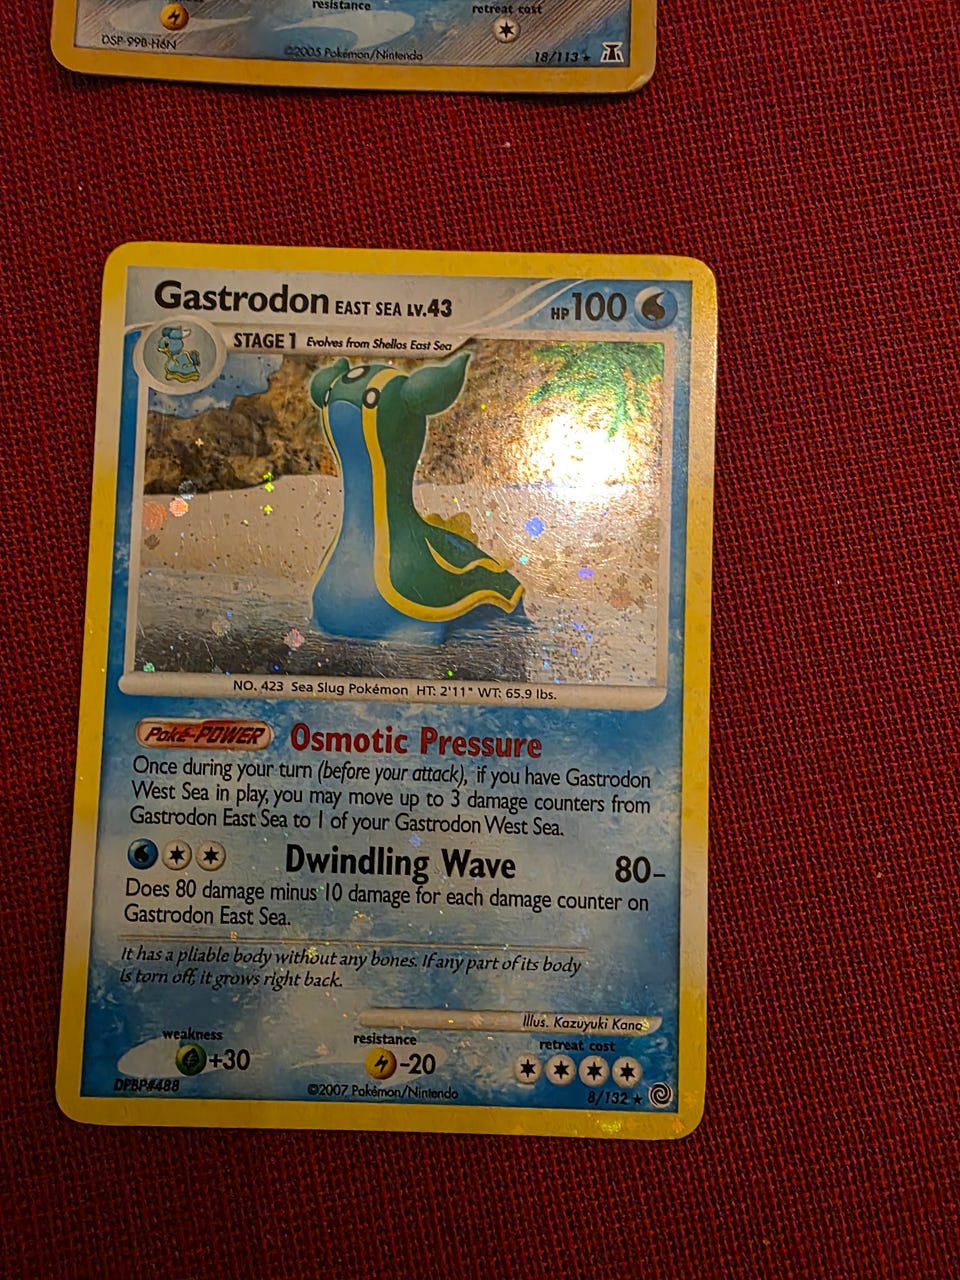 resistance
retreat cost
DSP-99B-H6N
©2005 Pokémon/Nintendo
18/113
Gastrodon EAST SEA LV.43
HP 100
STAGE 1 Evolves from Shellos East Sea
NO. 423 Sea Slug Pokémon HT: 2'11" WT: 65.9 lbs.
Poké-POWER Osmotic Pressure
Once during your turn (before your attack), if you have Gastrodon
West Sea in play, you may move up to 3 damage counters from
Gastrodon East Sea to 1 of your Gastrodon West Sea.
Dwindling Wave 80-
Does 80 damage minus 10 damage for each damage counter on
Gastrodon East Sea.
It has a pliable body without any bones. If any part of its body
is torn off, it grows right back.
Illus. Kazuyuki Kano
weakness
resistance
retreat cost
+30
-20
DPBP#488
©2007 Pokémon/Nintendo
8/132